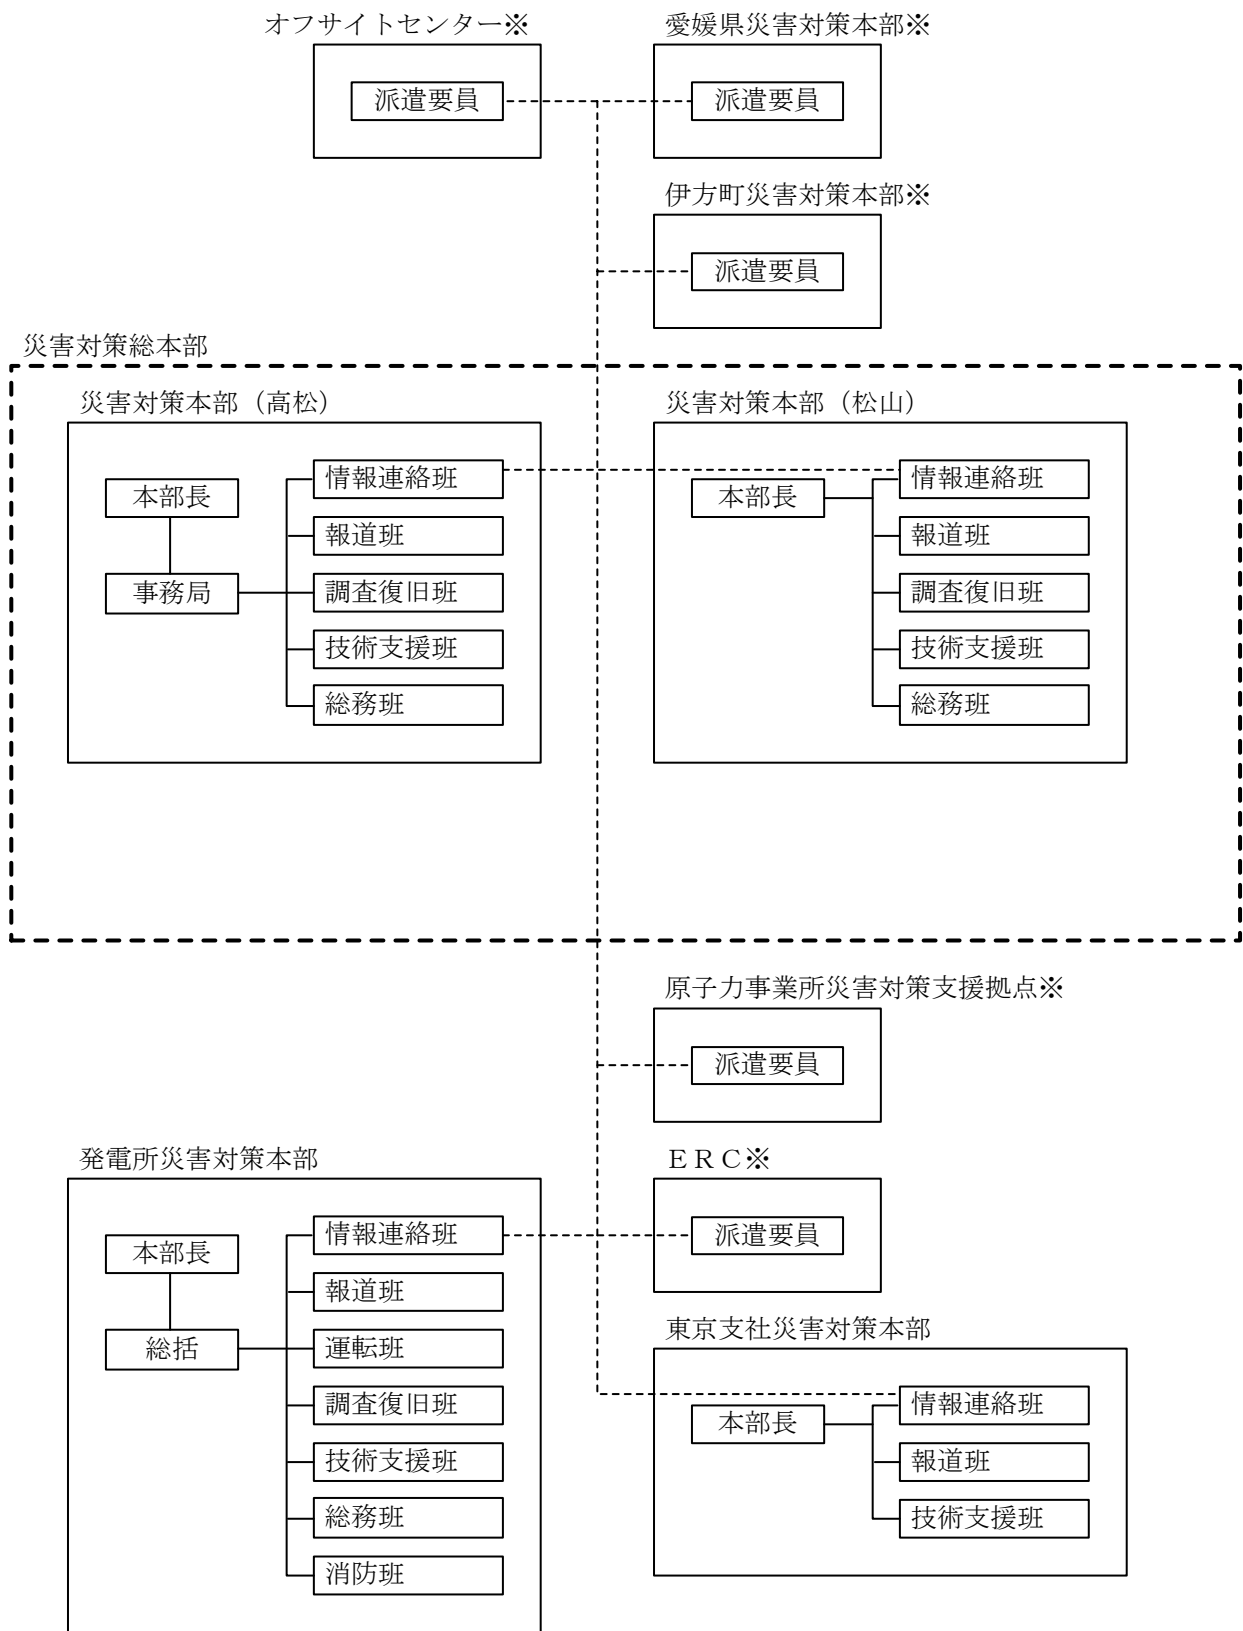 オフサイトセンター※
派遣要員
愛媛県災害対策本部※
派遣要員
伊方町災害対策本部※
派遣要員
災害対策総本部
災害対策本部（高松）
本部長
事務局
情報連絡班
報道班
調査復旧班
技術支援班
総務班
災害対策本部（松山）
本部長
情報連絡班
報道班
調査復旧班
技術支援班
総務班
原子力事業所災害対策支援拠点※
派遣要員
発電所災害対策本部
本部長
総括
情報連絡班
報道班
運転班
調査復旧班
技術支援班
総務班
消防班
ＥＲＣ※
派遣要員
東京支社災害対策本部
本部長
情報連絡班
報道班
技術支援班